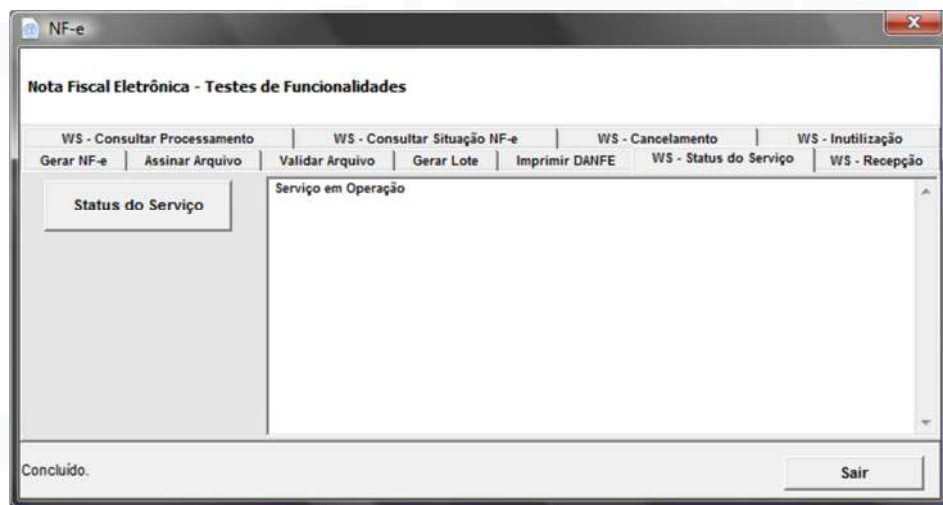 NF-e
Nota Fiscal Eletrônica - Testes de Funcionalidades
WS - Consultar Processamento WS - Consultar Situação NF-e WS - Cancelamento WS - Inutilização
Gerar NF-e Assinar Arquivo Validar Arquivo Gerar Lote Imprimir DANFE WS - Status do Serviço WS - Recepção
Status do Serviço
Serviço em Operação
Concluído.
Sair